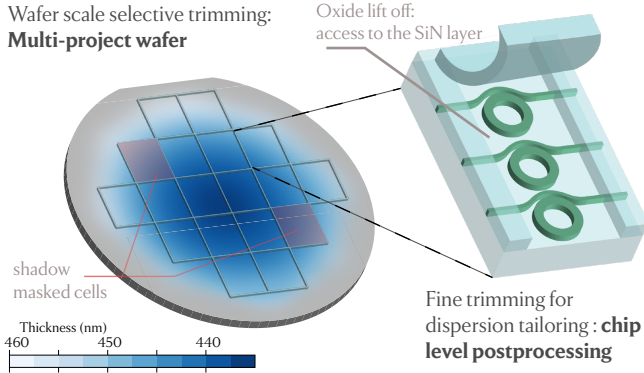 Wafer scale selective trimming:
Multi-project wafer
Oxide lift off:
access to the SiN layer
shadow
masked cells
Fine trimming for
dispersion tailoring : chip
level postprocessing
Thickness (nm)
460 450 440